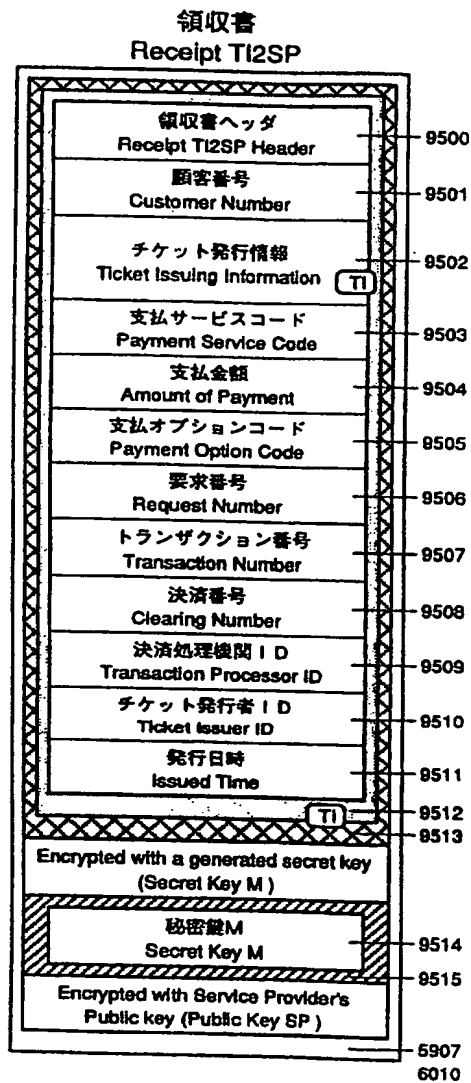 領収書
Receipt TI2SP
領収書ヘッダ
Receipt TI2SP Header
9500
顧客番号
Customer Number
9501
チケット発行情報
Ticket Issuing Information
TI
9502
支払サービスコード
Payment Service Code
9503
支払金額
Amount of Payment
9504
支払オプションコード
Payment Option Code
9505
要求番号
Request Number
9506
トランザクション番号
Transaction Number
9507
決済番号
Clearing Number
9508
決済処理機関ID
Transaction Processor ID
9509
チケット発行者ID
Ticket Issuer ID
9510
発行日時
Issued Time
9511
TI
9512
9513
Encrypted with a generated secret key
(Secret Key M )
秘密鍵M
Secret Key M
9514
9515
Encrypted with Service Provider's
Public key (Public Key SP )
5907
6010